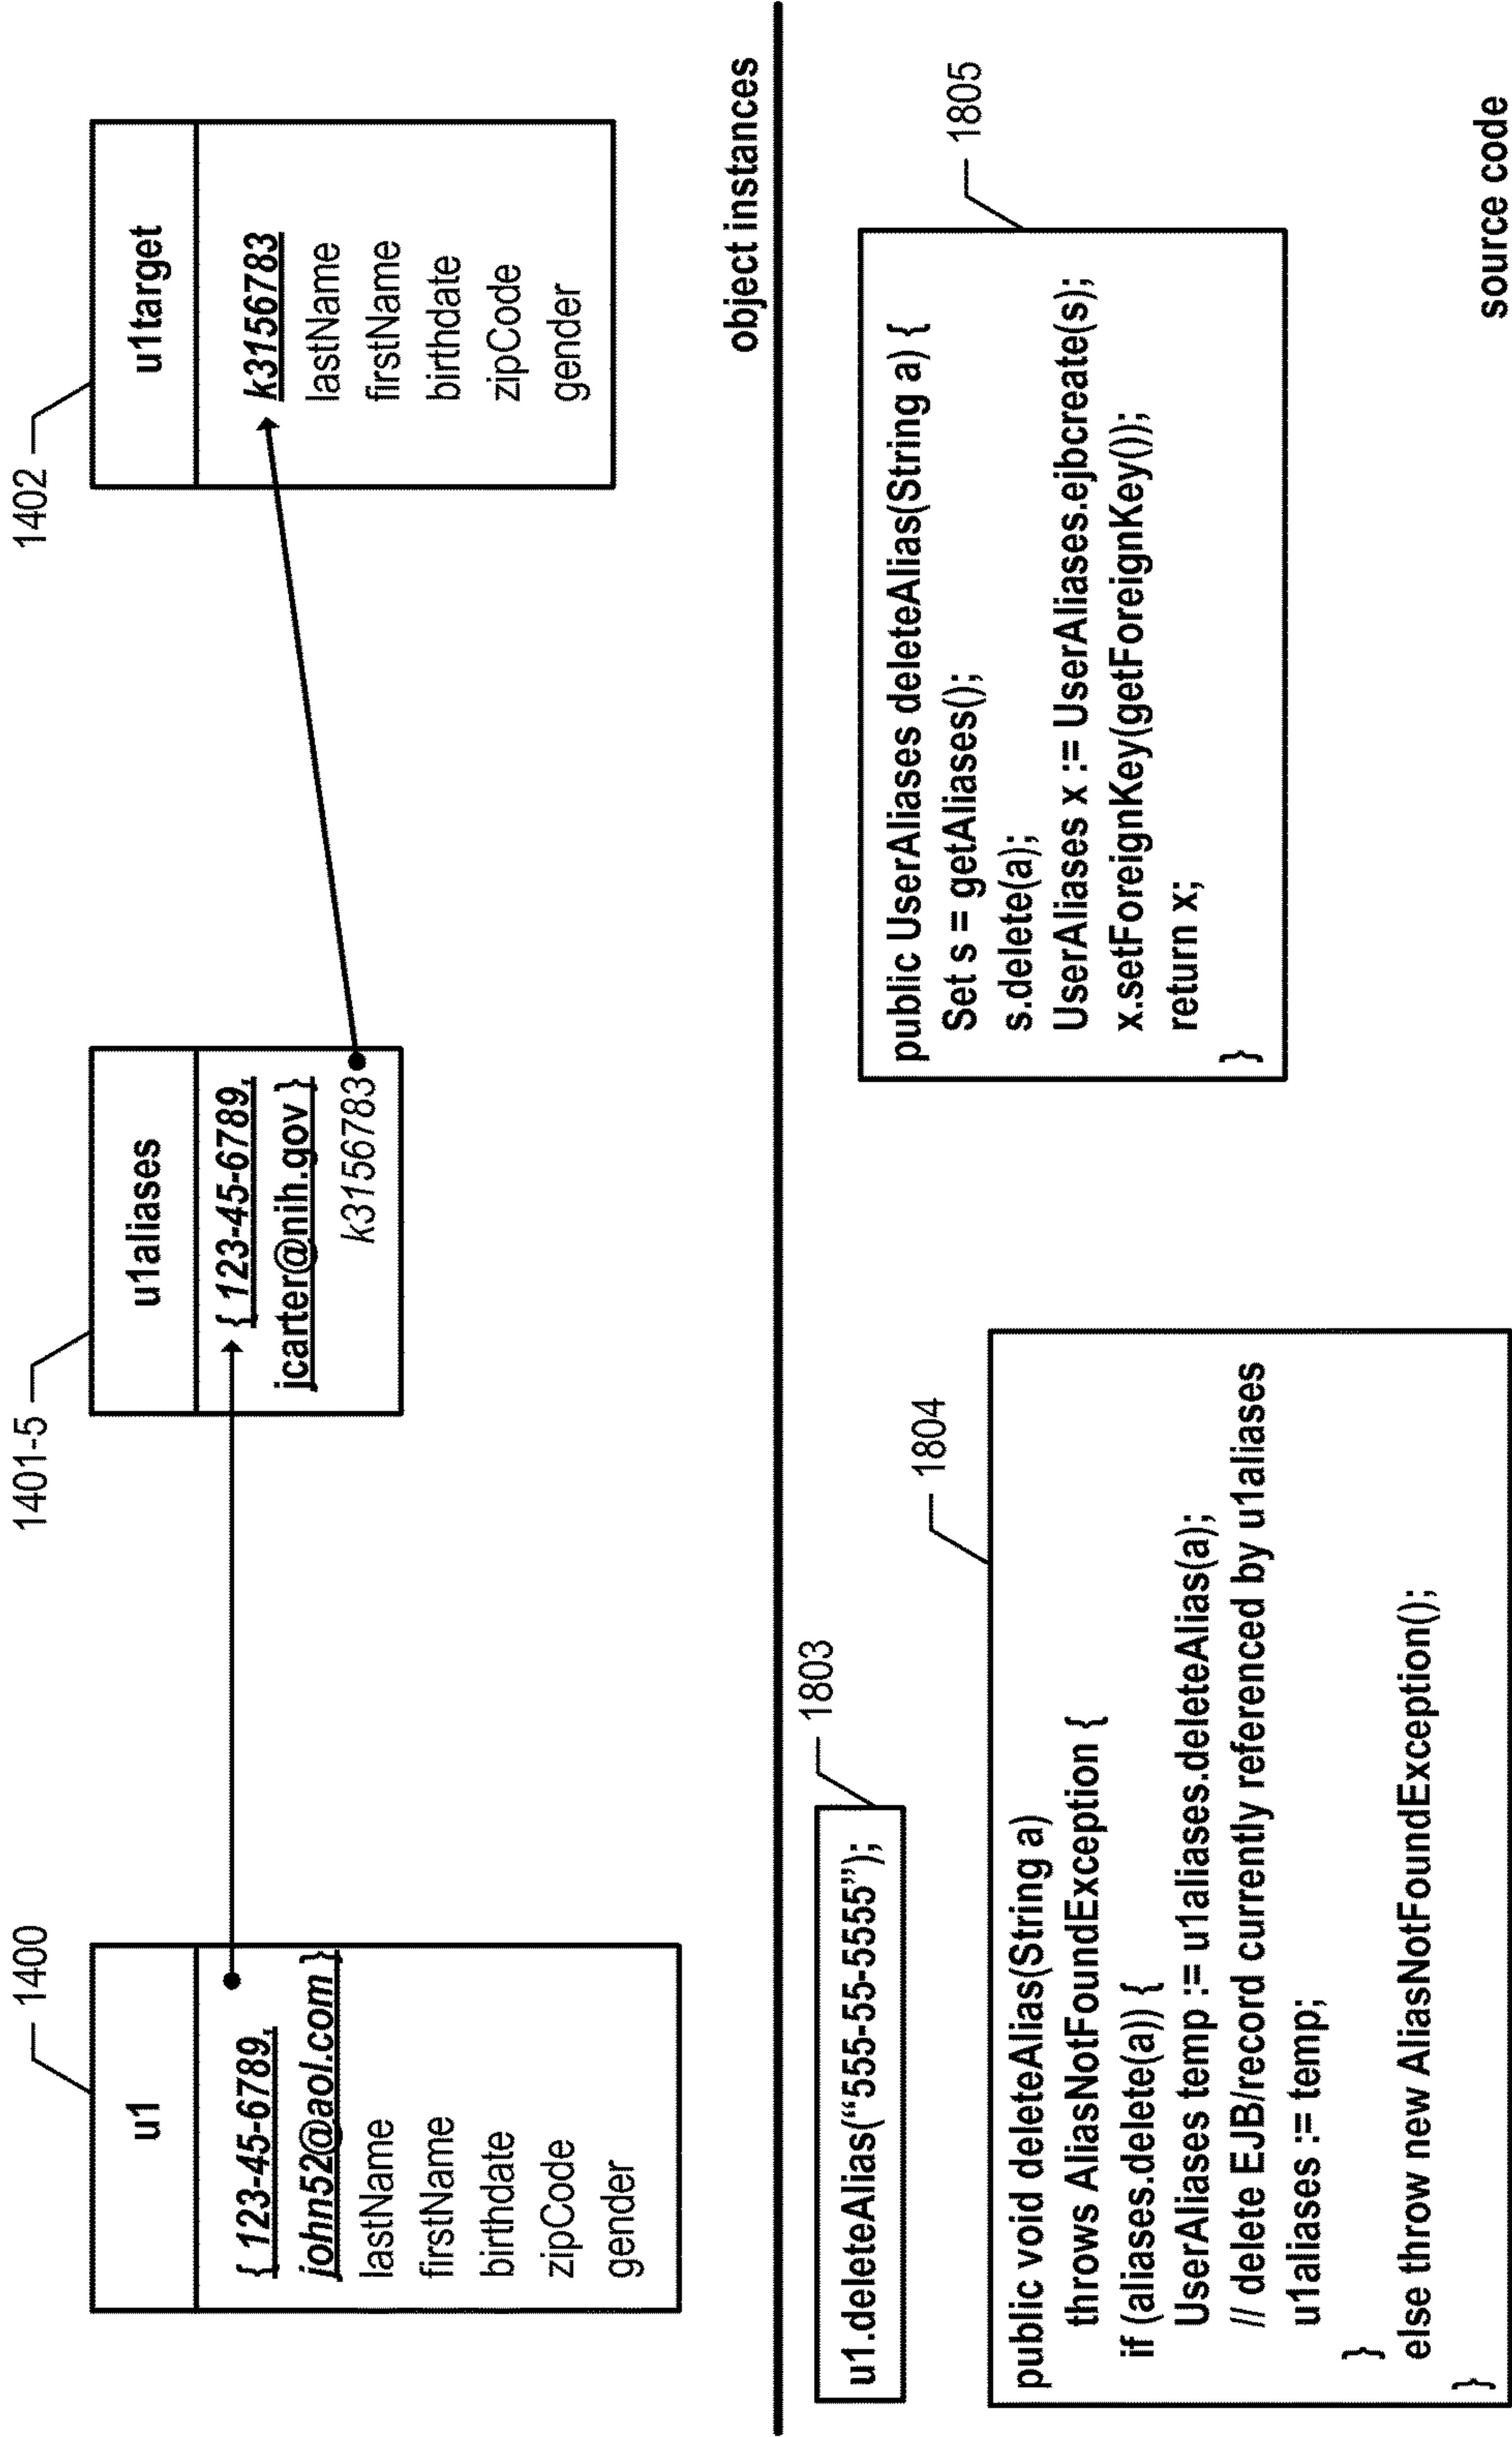 1400
u1
{ 123-45-6789,
john52@aol.com }
lastName
firstName
birthdate
zipCode
gender
1401-5
u1aliases
{ 123-45-6789,
jcarter@nih.gov }
k3156783
1402
u1target
k3156783
lastName
firstName
birthdate
zipCode
gender
object instances
1803
u1.deleteAlias(“555-55-5555”);
1804
public void deleteAlias(String a)
throws AliasNotFoundException {
if (aliases.delete(a)) {
UserAliases temp := u1aliases.deleteAlias(a);
// delete EJB/record currently referenced by u1aliases
u1aliases := temp;
}
else throw new AliasNotFoundException();
}
1805
public UserAliases deleteAlias(String a) {
Set s = getAliases();
s.delete(a);
UserAliases x := UserAliases.ejbcreate(s);
x.setForeignKey(getForeignKey());
return x;
}
source code